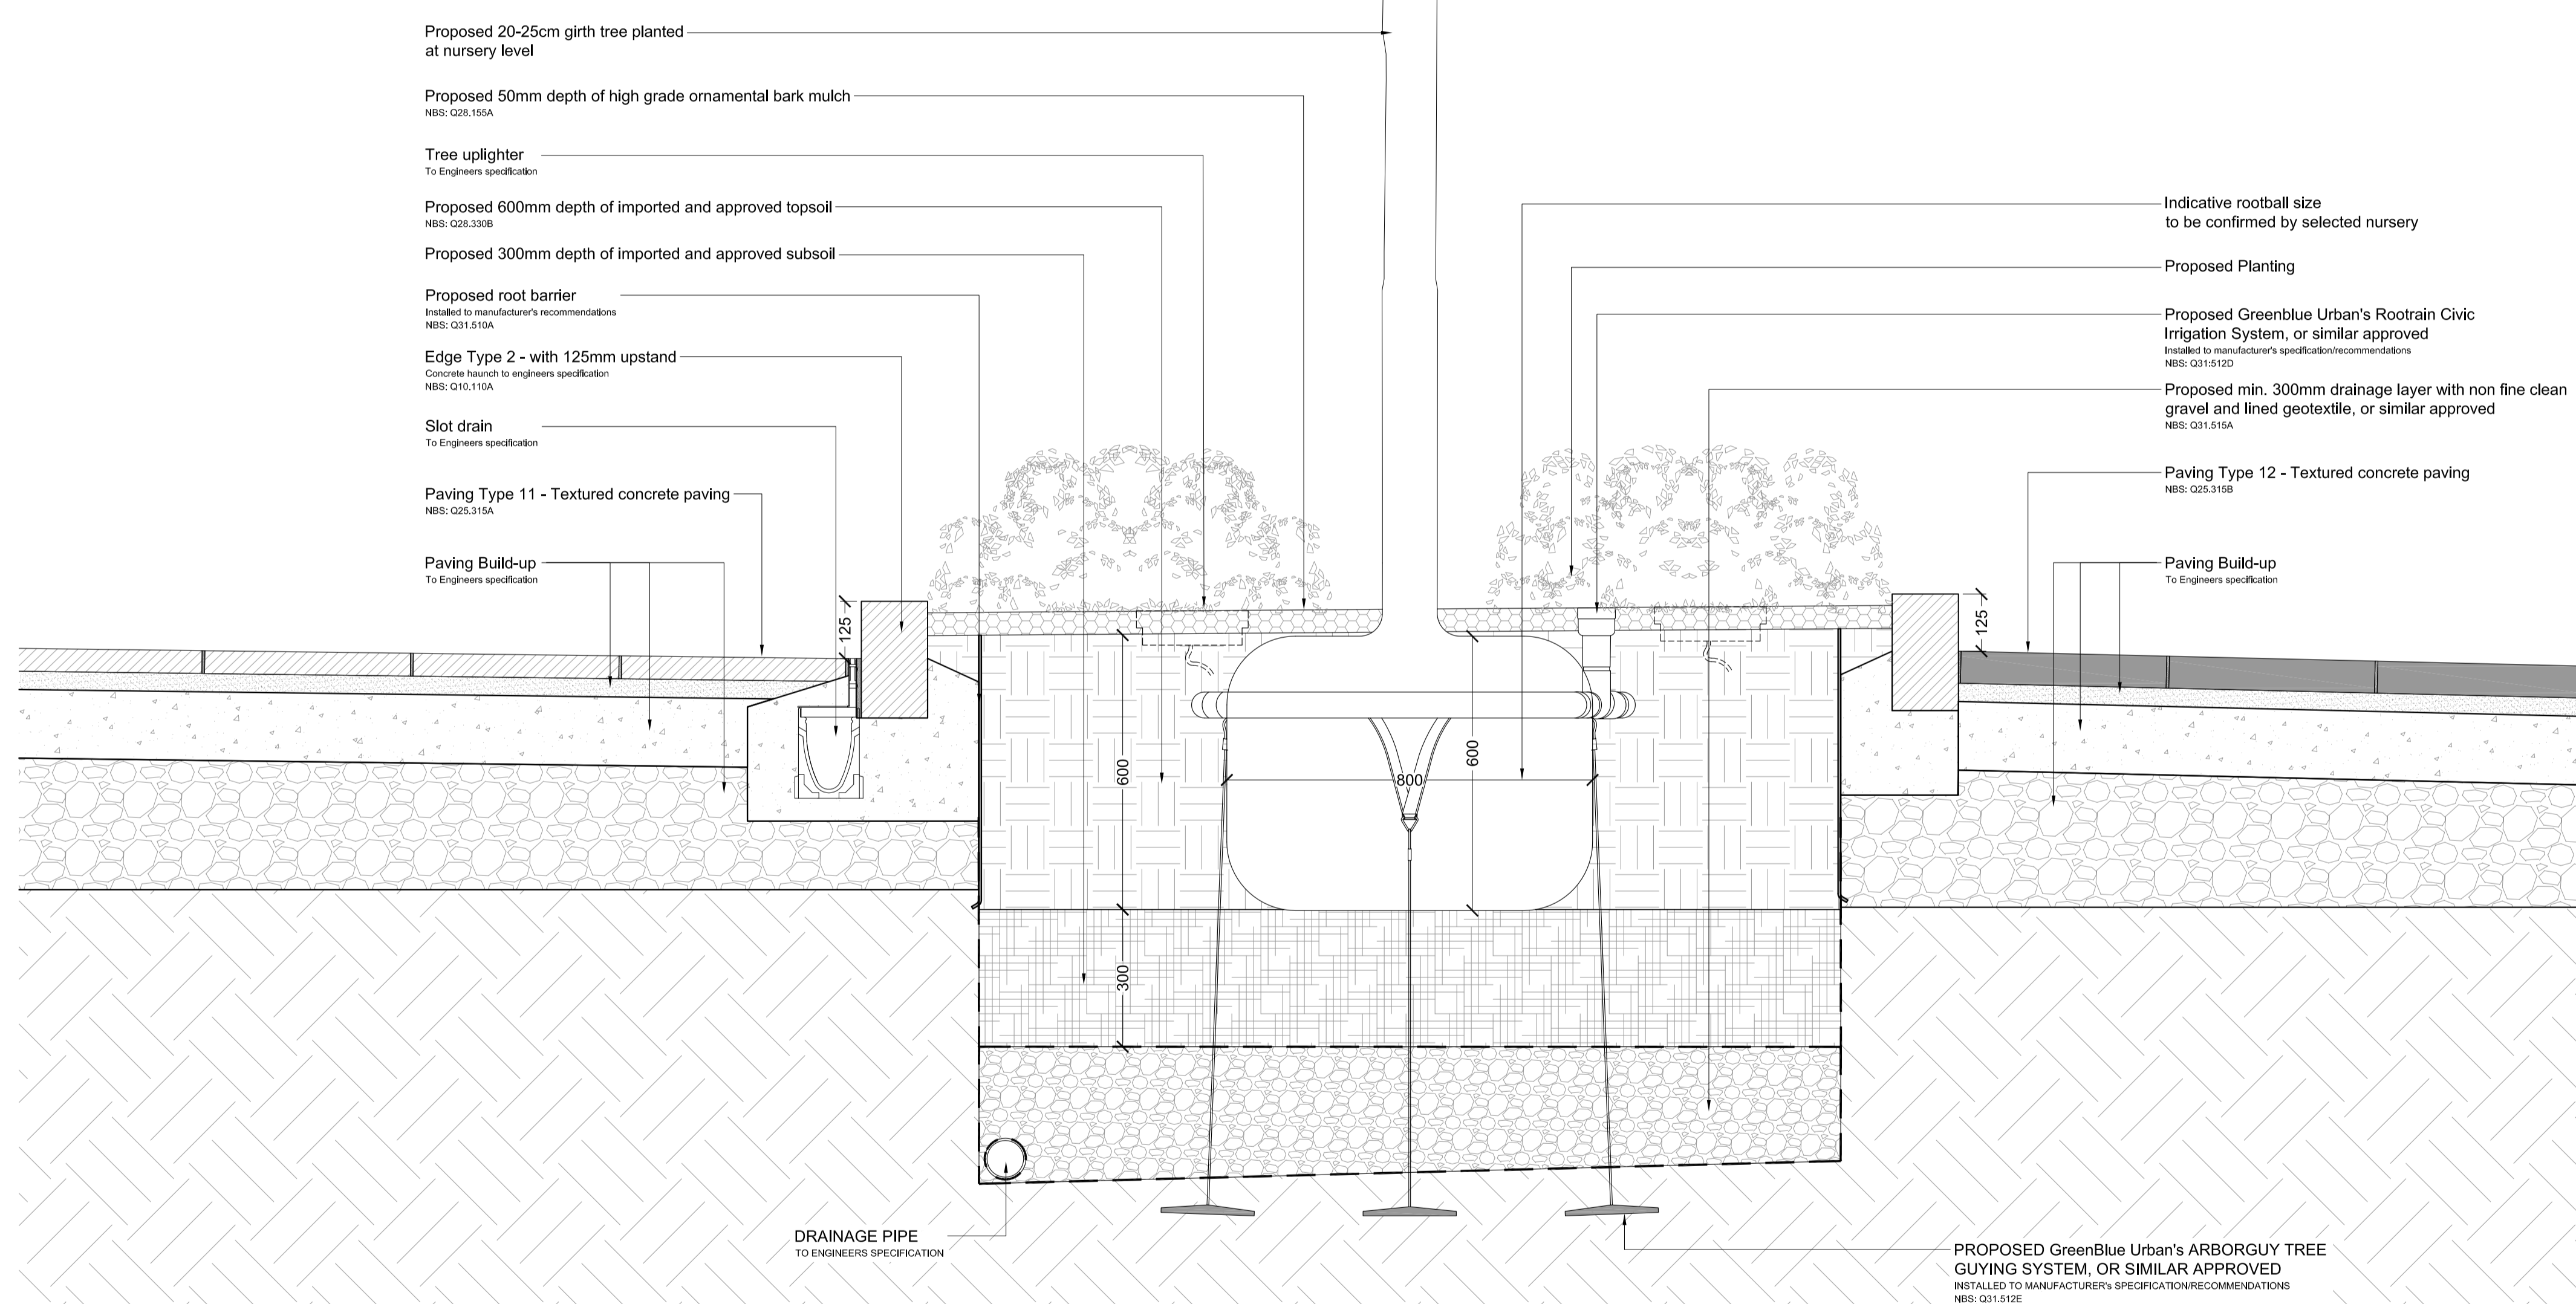 Proposed 20-25cm girth tree planted
at nursery level
Proposed 50mm depth of high grade ornamental bark mulch
NBS: Q28.155A
Tree uplighter
To Engineers specification
Proposed 600mm depth of imported and approved topsoil
NBS: Q28.330B
Proposed 300mm depth of imported and approved subsoil
Proposed root barrier
Installed to manufacturer's recommendations
NBS: Q31.510A
Edge Type 2 - with 125mm upstand
Concrete haunch to engineers specification
NBS: Q10.110A
Slot drain
To Engineers specification
Paving Type 11 - Textured concrete paving
NBS: Q25.315A
Paving Build-up
To Engineers specification
Indicative rootball size
to be confirmed by selected nursery
Proposed Planting
Proposed Greenblue Urban's Rootrain Civic
Irrigation System, or similar approved
Installed to manufacturer's specification/recommendations
NBS: Q31:512D
Proposed min. 300mm drainage layer with non fine clean
gravel and lined geotextile, or similar approved
NBS: Q31.515A
Paving Type 12 - Textured concrete paving
NBS: Q25.315B
Paving Build-up
To Engineers specification
125
125
600
800
600
300
DRAINAGE PIPE
TO ENGINEERS SPECIFICATION
PROPOSED GreenBlue Urban's ARBORGUY TREE
GUYING SYSTEM, OR SIMILAR APPROVED
INSTALLED TO MANUFACTURER's SPECIFICATION/RECOMMENDATIONS
NBS: Q31.512E